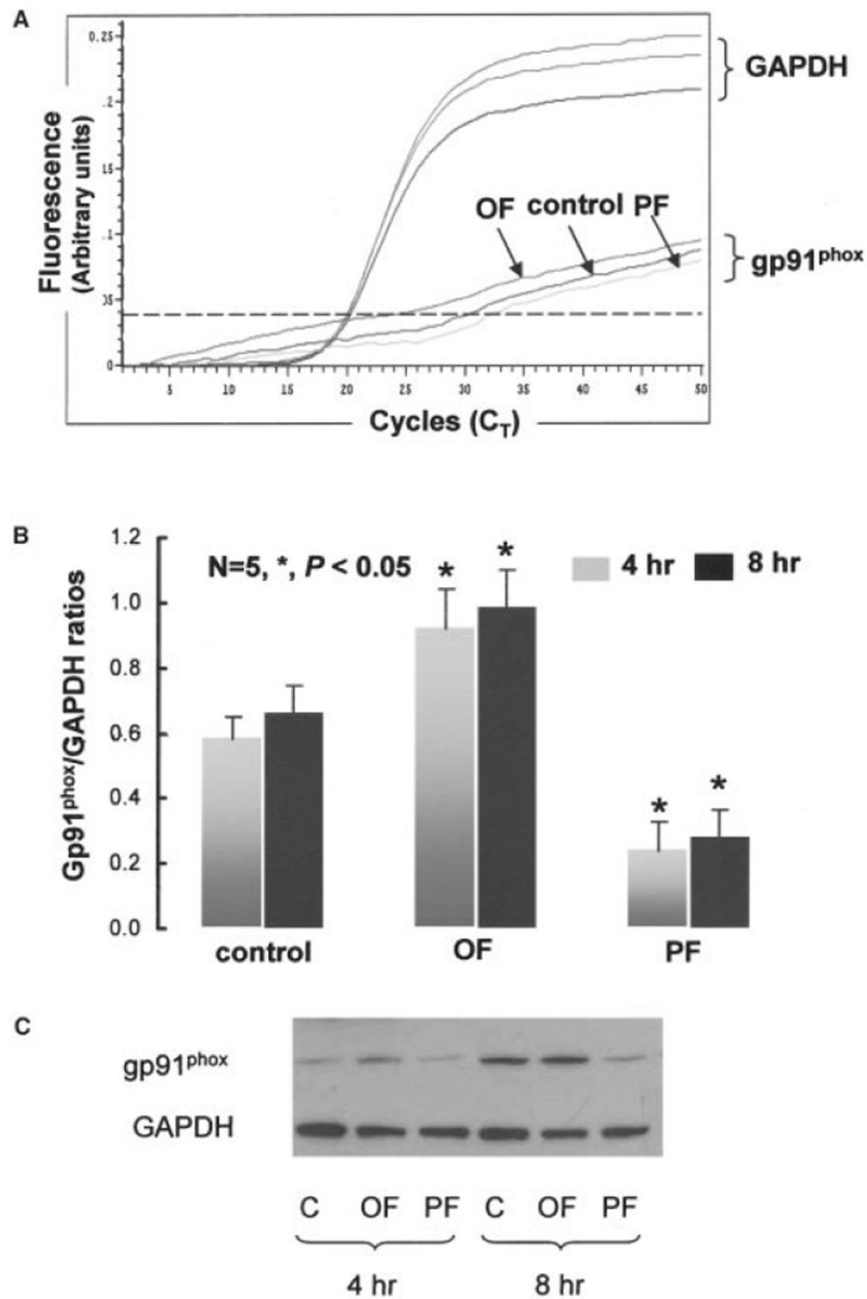 A
Fluorescence
(Arbitrary units)
0.25
.2
15
.1
05
0
GAPDH
OF control PF
gp91phox
5 10 15 20 25 30 35 40 45 50
Cycles (CT)
B
Gp91phox/GAPDH ratios
1.2
1.0
0.8
0.6
0.4
0.2
0.0
N=5, *, P < 0.05
4 hr 8 hr
* *
* *
control OF PF
C
gp91phox
GAPDH
C OF PF C OF PF
4 hr 8 hr